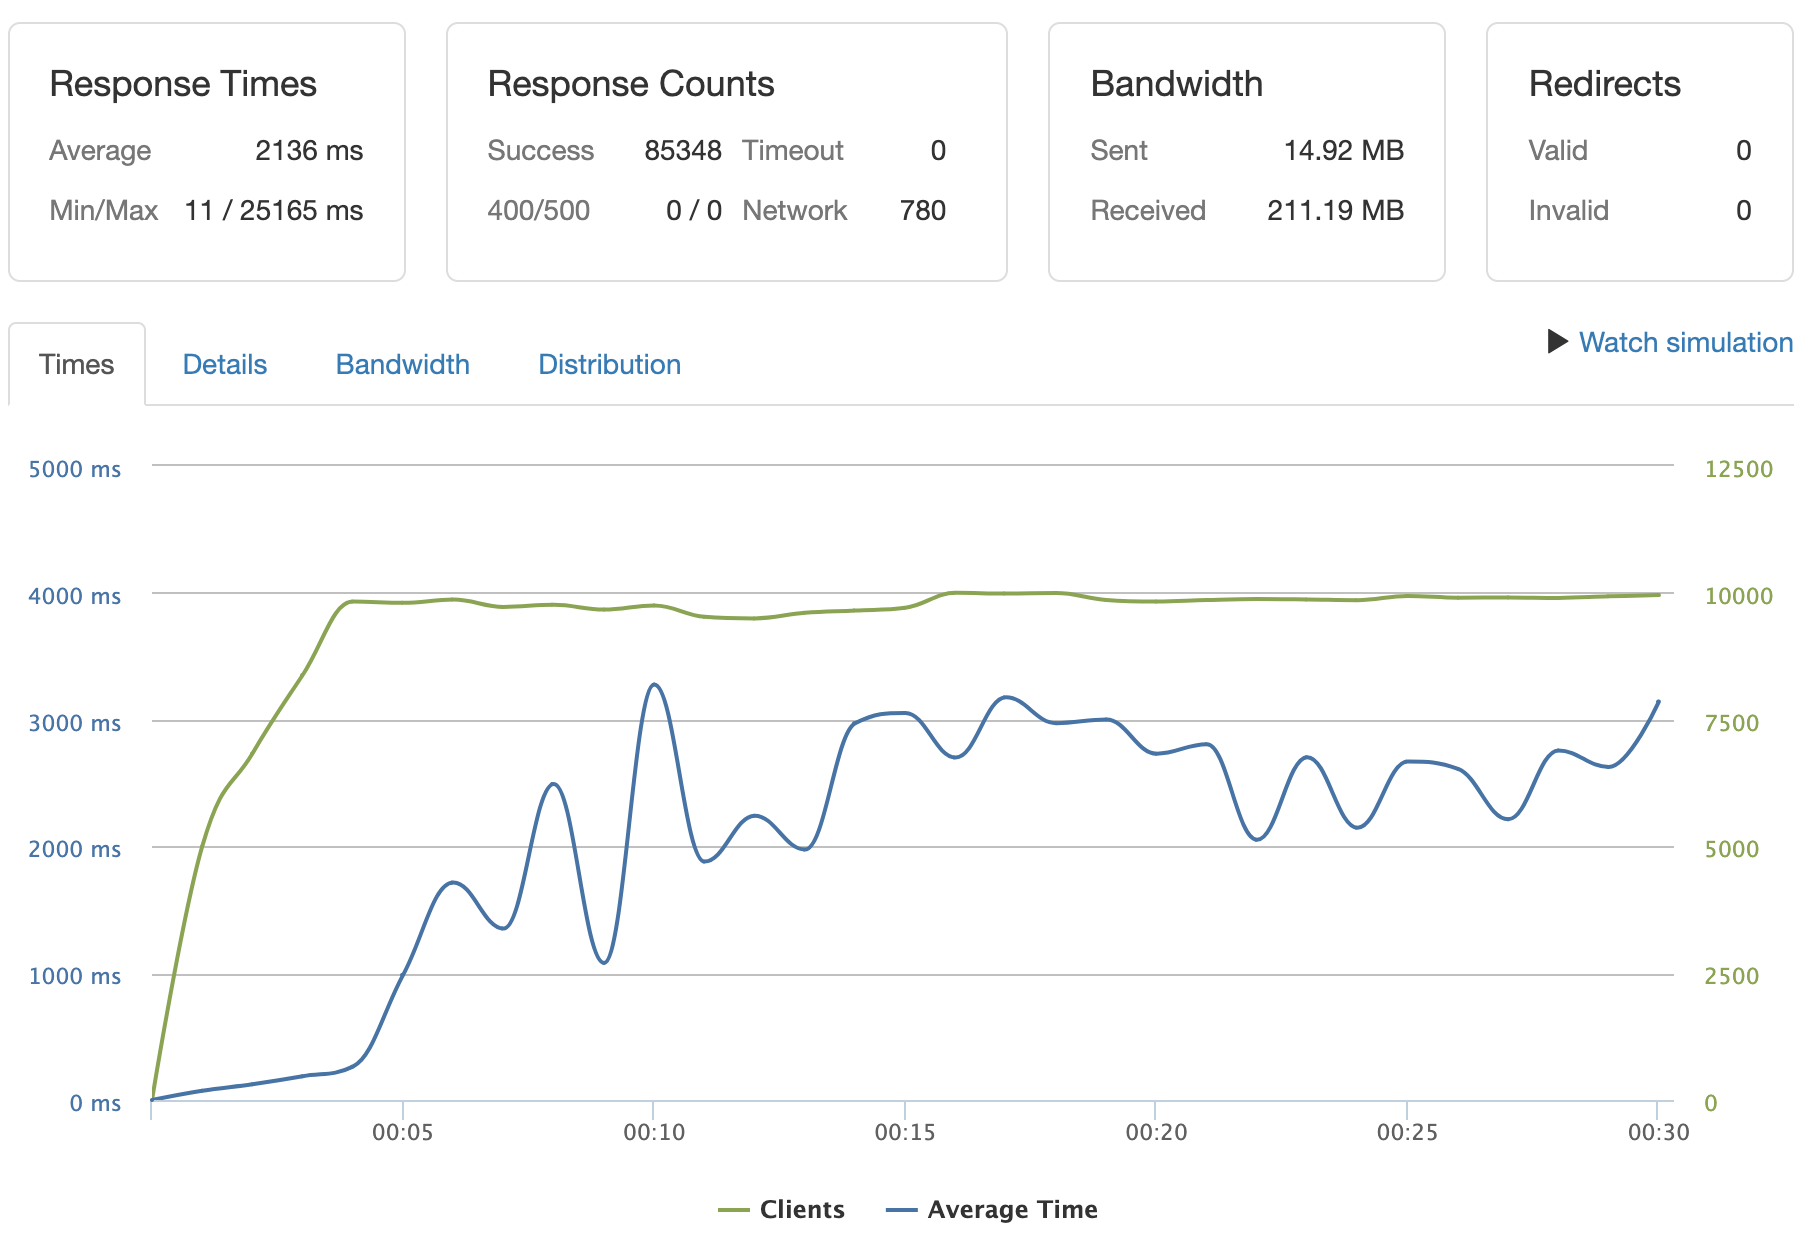 Response Times
Average 2136 ms
Min/Max 11 / 25165 ms
Response Counts
Success 85348 Timeout 0
400/500 0 / 0 Network 780
Bandwidth
Sent 14.92 MB
Received 211.19 MB
Redirects
Valid 0
Invalid 0
Times Details Bandwidth Distribution
Watch simulation
5000 ms 12500
4000 ms 10000
3000 ms 7500
2000 ms 5000
1000 ms 2500
0 ms 0
00:05 00:10 00:15 00:20 00:25 00:30
Clients Average Time